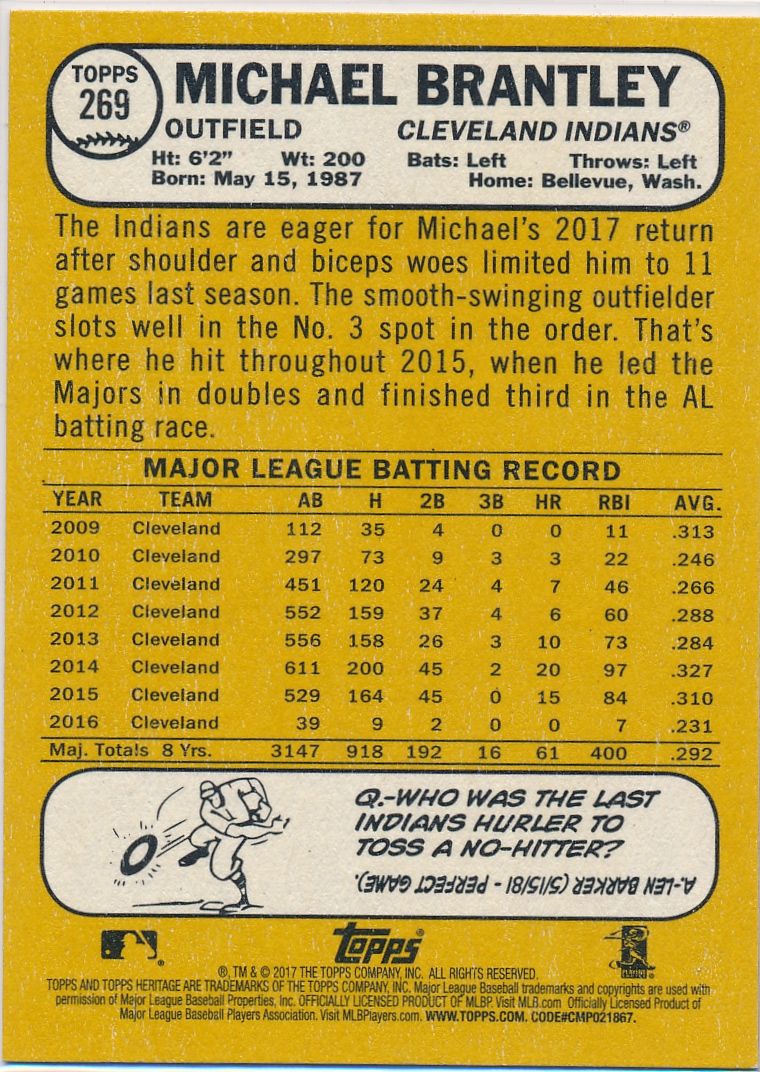 TOPPS
269
MICHAEL BRANTLEY
OUTFIELD CLEVELAND INDIANS®
Ht: 6'2" Wt: 200 Bats: Left Throws: Left
Born: May 15, 1987 Home: Bellevue, Wash.
The Indians are eager for Michael's 2017 return
after shoulder and biceps woes limited him to 11
games last season. The smooth-swinging outfielder
slots well in the No. 3 spot in the order. That's
where he hit throughout 2015, when he led the
Majors in doubles and finished third in the AL
batting race.
MAJOR LEAGUE BATTING RECORD
YEAR TEAM AB H 2B 3B HR RBI AVG.
2009 Cleveland 112 35 4 0 0 11 .313
2010 Cleveland 297 73 9 3 3 22 .246
2011 Cleveland 451 120 24 4 7 46 .266
2012 Cleveland 552 159 37 4 6 60 .288
2013 Cleveland 556 158 26 3 10 73 .284
2014 Cleveland 611 200 45 2 20 97 .327
2015 Cleveland 529 164 45 0 15 84 .310
2016 Cleveland 39 9 2 0 0 7 .231
Maj. Totals 8 Yrs. 3147 918 192 16 61 400 .292
Q.-WHO WAS THE LAST
INDIANS HURLER TO
TOSS A NO-HITTER?
A.-LEN BARKER (5/15/81 - PERFECT GAME).
Topps
®, TM & © 2017 THE TOPPS COMPANY, INC. ALL RIGHTS RESERVED.
TOPPS AND TOPPS HERITAGE ARE TRADEMARKS OF THE TOPPS COMPANY, INC. Major League Baseball trademarks and copyrights are used with
permission of Major League Baseball Properties, Inc. OFFICIALLY LICENSED PRODUCT OF MLBP. Visit MLB.com Officially Licensed Product of
Major League Baseball Players Association. Visit MLBPlayers.com. WWW.TOPPS.COM. CODE#CMP021867.